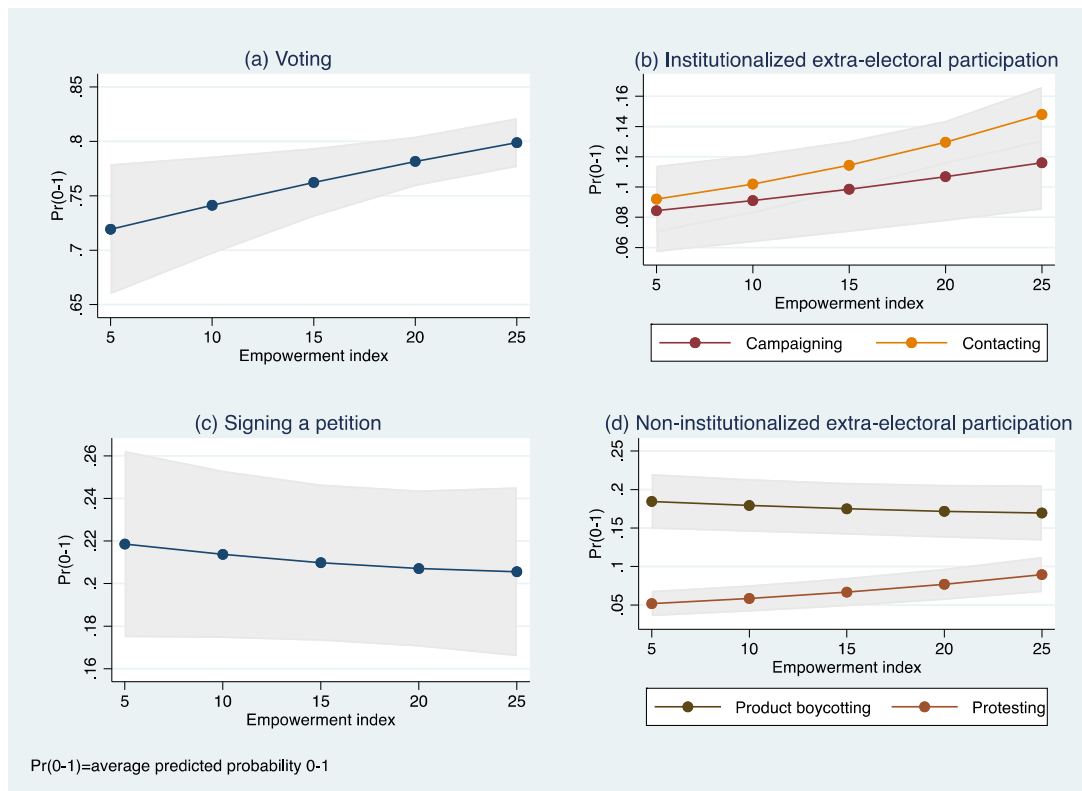 (a) Voting
Pr(0-1)
.85
.8
.75
.7
.65
5 10 15 20 25
Empowerment index
(b) Institutionalized extra-electoral participation
Pr(0-1)
.16
.14
.12
.1
.08
.06
5 10 15 20 25
Empowerment index
Campaigning Contacting
(c) Signing a petition
Pr(0-1)
.26
.24
.22
.2
.18
.16
5 10 15 20 25
Empowerment index
(d) Non-institutionalized extra-electoral participation
Pr(0-1)
.25
.2
.15
.1
.05
5 10 15 20 25
Empowerment index
Product boycotting Protesting
Pr(0-1)=average predicted probability 0-1